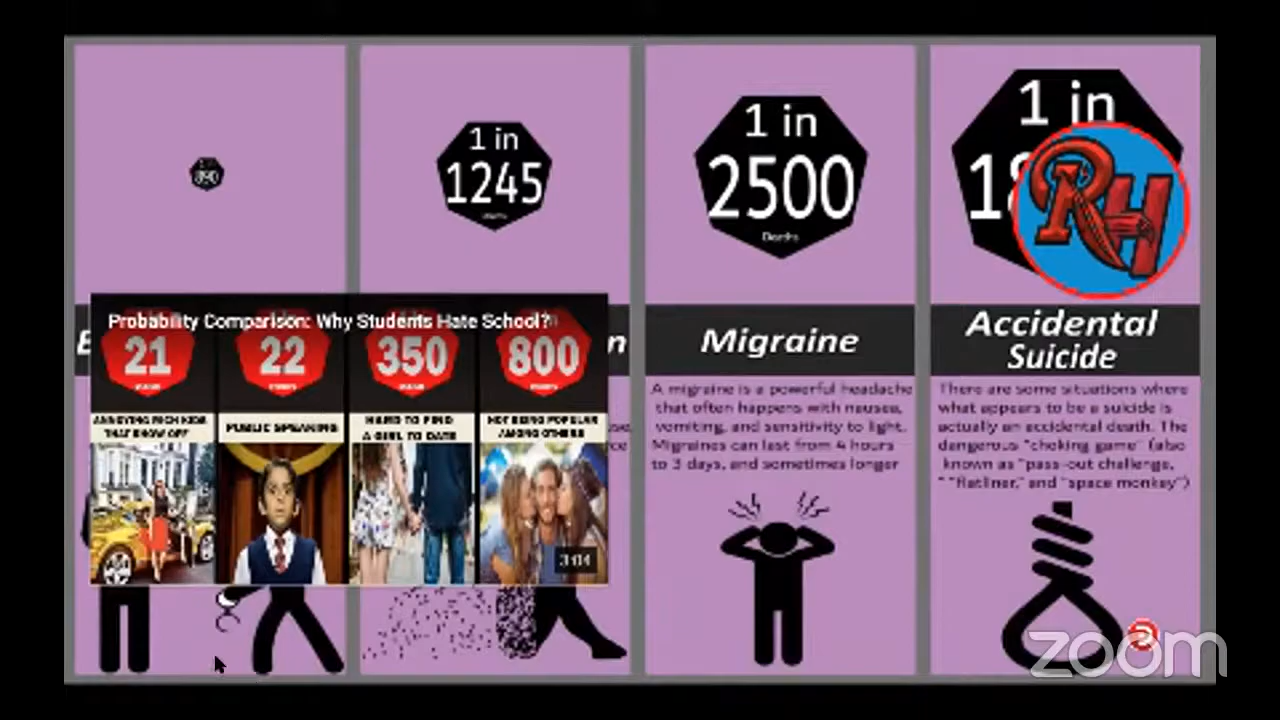 890
1 in
1245
1 in
2500
Deaths
1 in
RH
Migraine
Accidental
Suicide
A migraine is a powerful headache
that often happens with nausea,
vomiting, and sensitivity to light.
Migraines can last from 4 hours
to 3 days, and sometimes longer
There are some situations where
what appears to be a suicide is
actually an accidental death. The
dangerous "choking game" (also
known as "pass-out challenge,
" "flatliner," and "space monkey")
Probability Comparison: Why Students Hate School?
21
22
350
800
ANNOYING RICH KIDS
THAT SHOW OFF
PUBLIC SPEAKING
HARD TO FIND
A GIRL TO DATE
NOT BEING POPULAR
AMONG OTHERS
3:04
zoom